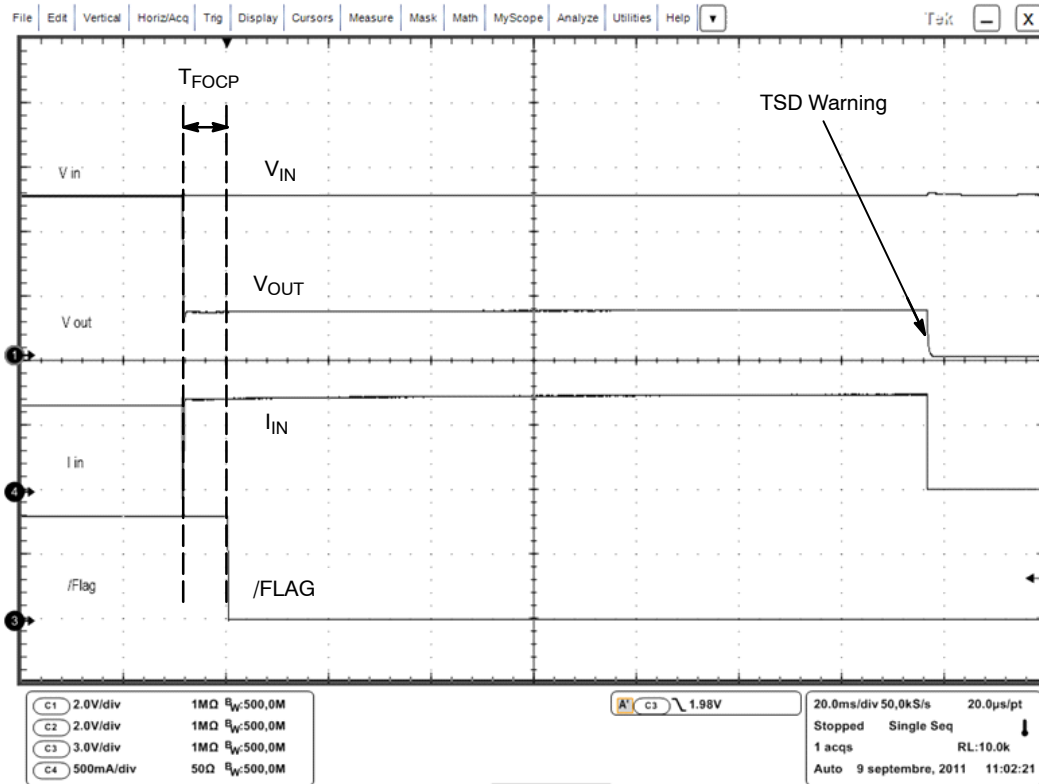 File Edit Vertical Horiz/Acq Trig Display Cursors Measure Mask Math MyScope Analyze Utilities Help ▼ Tek — X
TFOCP
TSD Warning
V in
VIN
VOUT
V out
1
IIN
I in
4
/Flag
/FLAG
3
C1 2.0V/div 1MΩ BW:500,0M
C2 2.0V/div 1MΩ BW:500,0M
C3 3.0V/div 1MΩ BW:500,0M
C4 500mA/div 50Ω BW:500,0M
A' C3 \ 1.98V
20.0ms/div 50,0kS/s 20.0µs/pt
Stopped Single Seq
1 acqs RL:10.0k
Auto 9 septembre, 2011 11:02:21